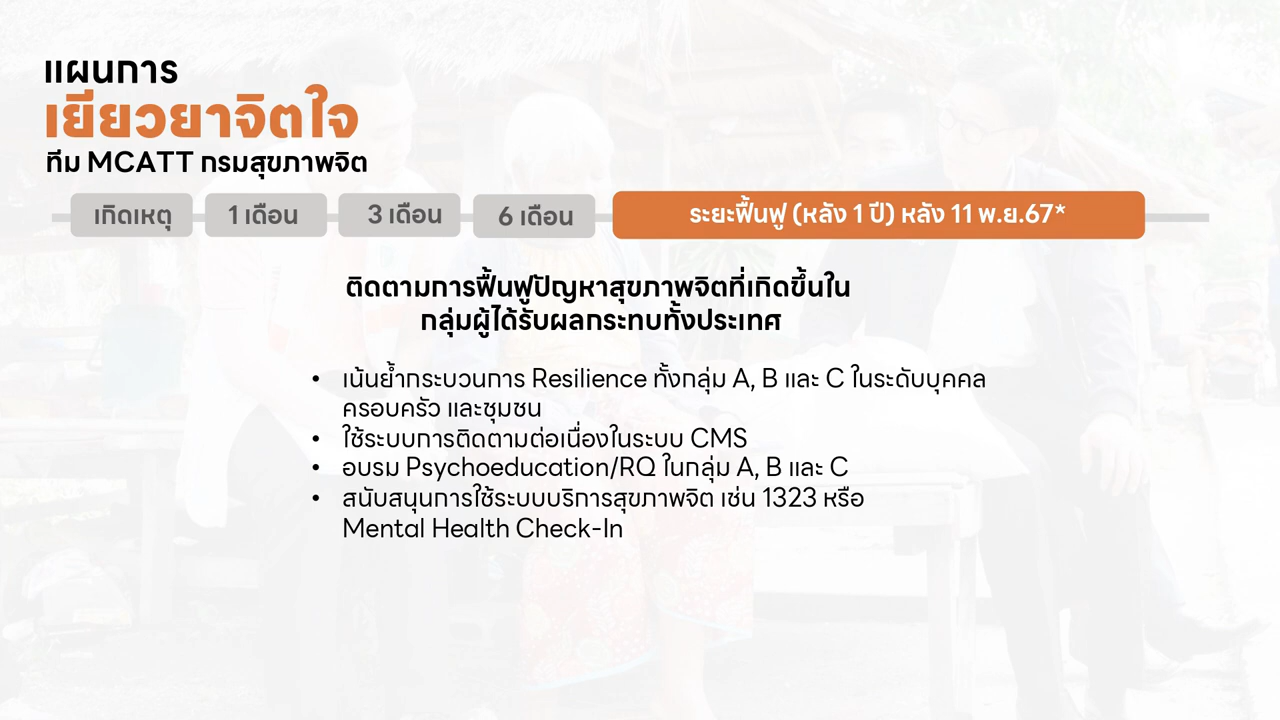 แผนการ
เยียวยาจิตใจ
ทีม MCATT กรมสุขภาพจิต
เกิดเหตุ
1 เดือน
3 เดือน
6 เดือน
ระยะฟื้นฟู (หลัง 1 ปี) หลัง 11 พ.ย.67*
ติดตามการฟื้นฟูปัญหาสุขภาพจิตที่เกิดขึ้นใน
กลุ่มผู้ได้รับผลกระทบทั้งประเทศ
• เน้นย้ำกระบวนการ Resilience ทั้งกลุ่ม A, B และ C ในระดับบุคคล
ครอบครัว และชุมชน
• ใช้ระบบการติดตามต่อเนื่องในระบบ CMS
• อบรม Psychoeducation/RQ ในกลุ่ม A, B และ C
• สนับสนุนการใช้ระบบบริการสุขภาพจิต เช่น 1323 หรือ
Mental Health Check-In